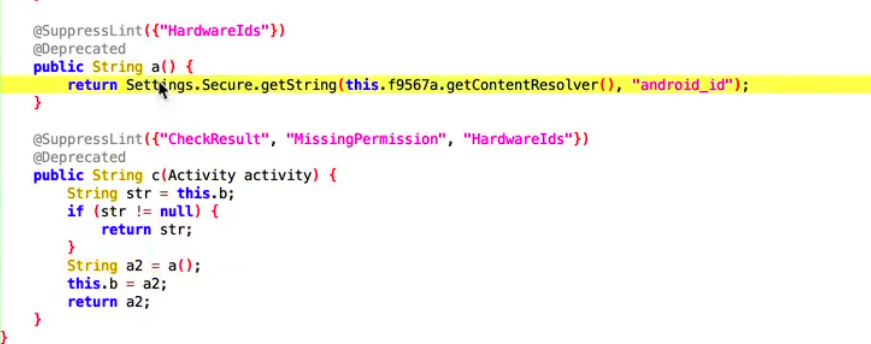 @SuppressLint({"HardwareIds"})
@Deprecated
public String a() {
return Settings.Secure.getString(this.f9567a.getContentResolver(), "android_id");
}
@SuppressLint({"CheckResult", "MissingPermission", "HardwareIds"})
@Deprecated
public String c(Activity activity) {
String str = this.b;
if (str != null) {
return str;
}
String a2 = a();
this.b = a2;
return a2;
}
}